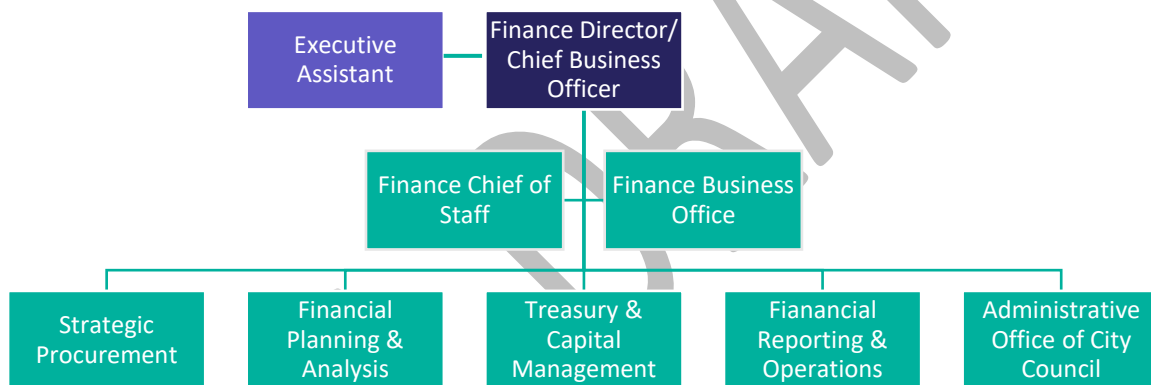 Executive
Assistant
Finance Director/
Chief Business
Officer
Finance Chief of
Staff
Finance Business
Office
Strategic
Procurement
Financial
Planning &
Analysis
Treasury &
Capital
Management
Fianancial
Reporting &
Operations
Administrative
Office of City
Council